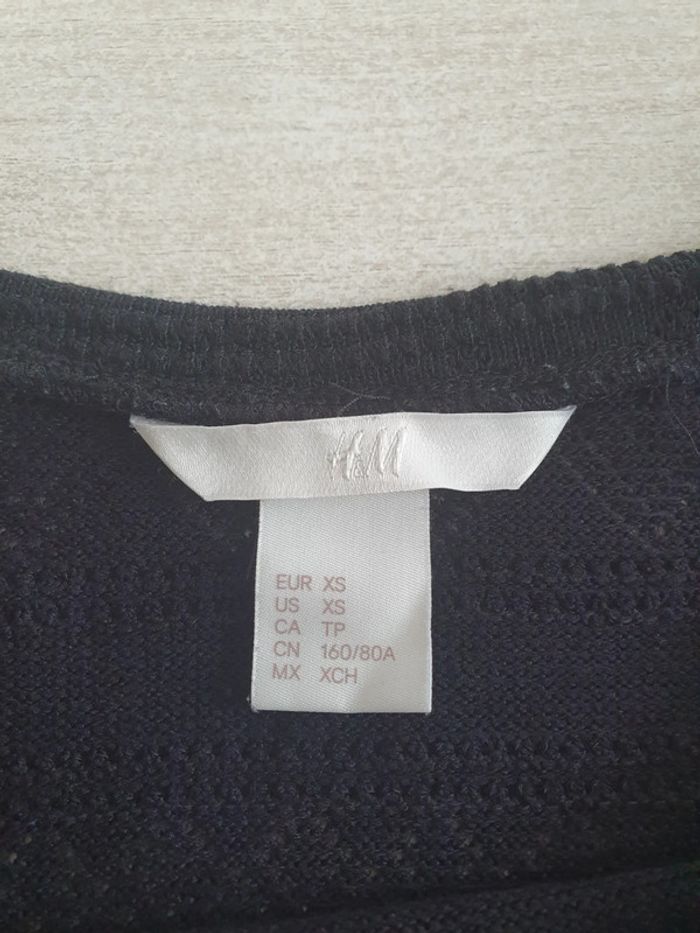 H&M
EUR XS
US XS
CA TP
CN 160/80A
MX XCH